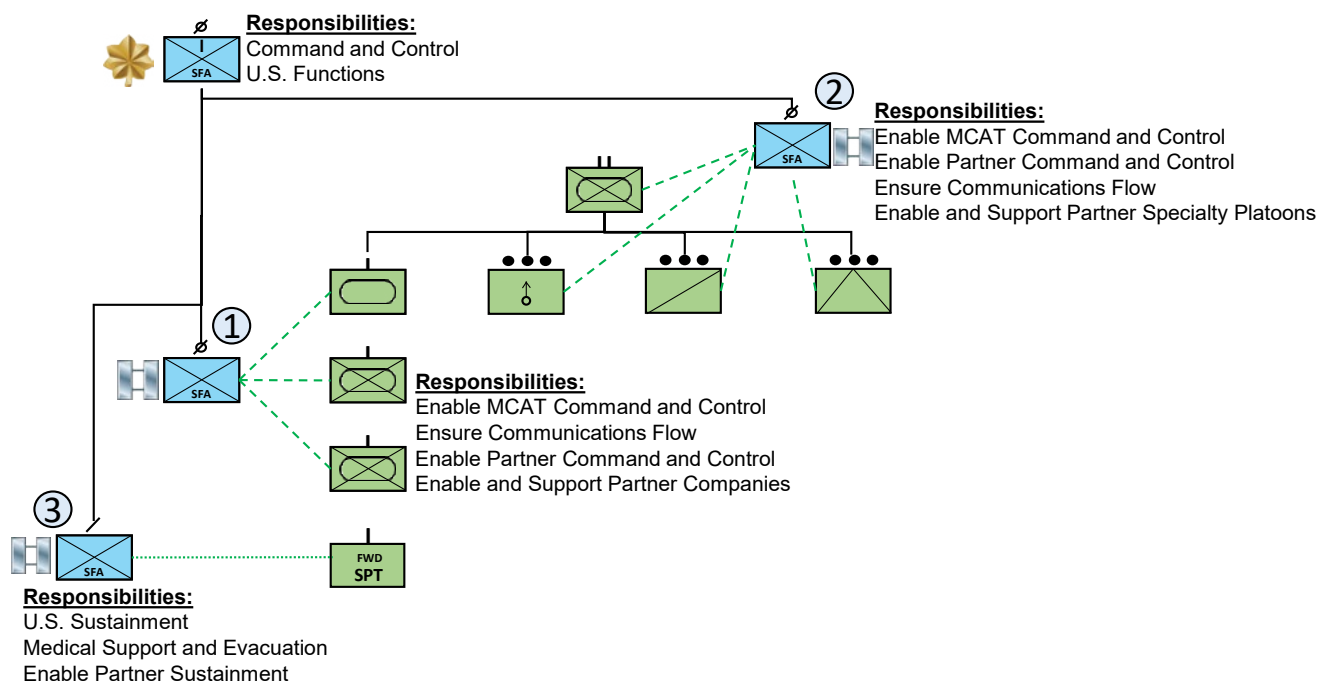 Responsibilities:
Command and Control
U.S. Functions
SFA
2
Responsibilities:
Enable MCAT Command and Control
Enable Partner Command and Control
Ensure Communications Flow
Enable and Support Partner Specialty Platoons
SFA
1
SFA
Responsibilities:
Enable MCAT Command and Control
Ensure Communications Flow
Enable Partner Command and Control
Enable and Support Partner Companies
3
SFA
FWD
SPT
Responsibilities:
U.S. Sustainment
Medical Support and Evacuation
Enable Partner Sustainment